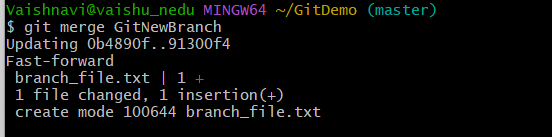 Vaishnavi@vaishu_nedu MINGW64 ~/GitDemo (master)
$ git merge GitNewBranch
Updating 0b4890f..91300f4
Fast-forward
 branch_file.txt | 1 +
 1 file changed, 1 insertion(+)
 create mode 100644 branch_file.txt